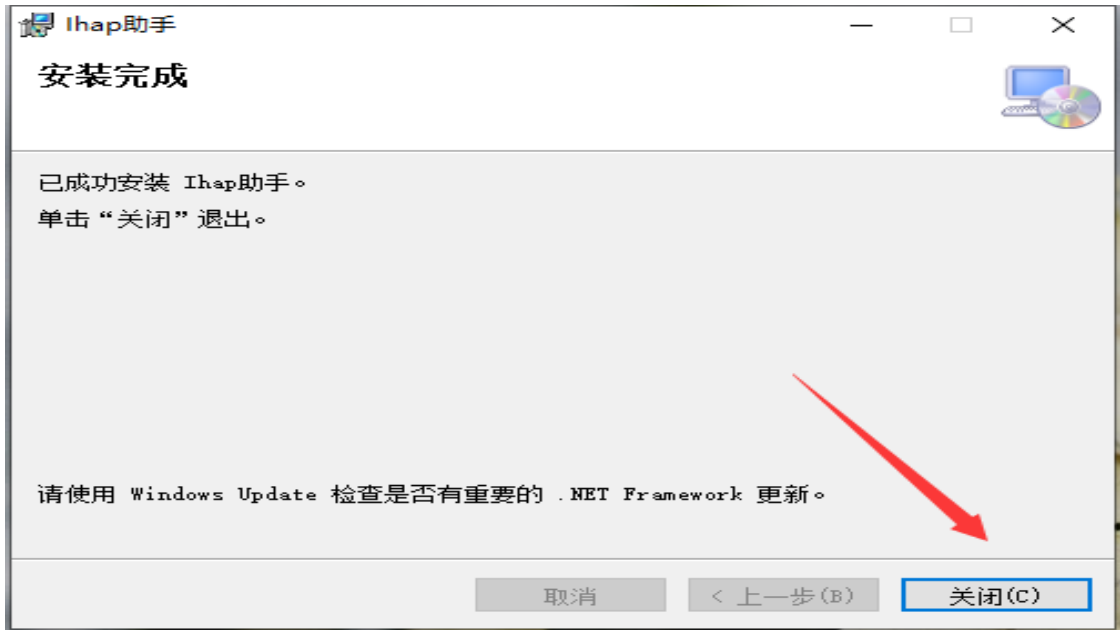 Ihap助手
安装完成
已成功安装 Ihap助手。
单击“关闭”退出。
请使用 Windows Update 检查是否有重要的 .NET Framework 更新。
取消
< 上一步(B)
关闭(C)